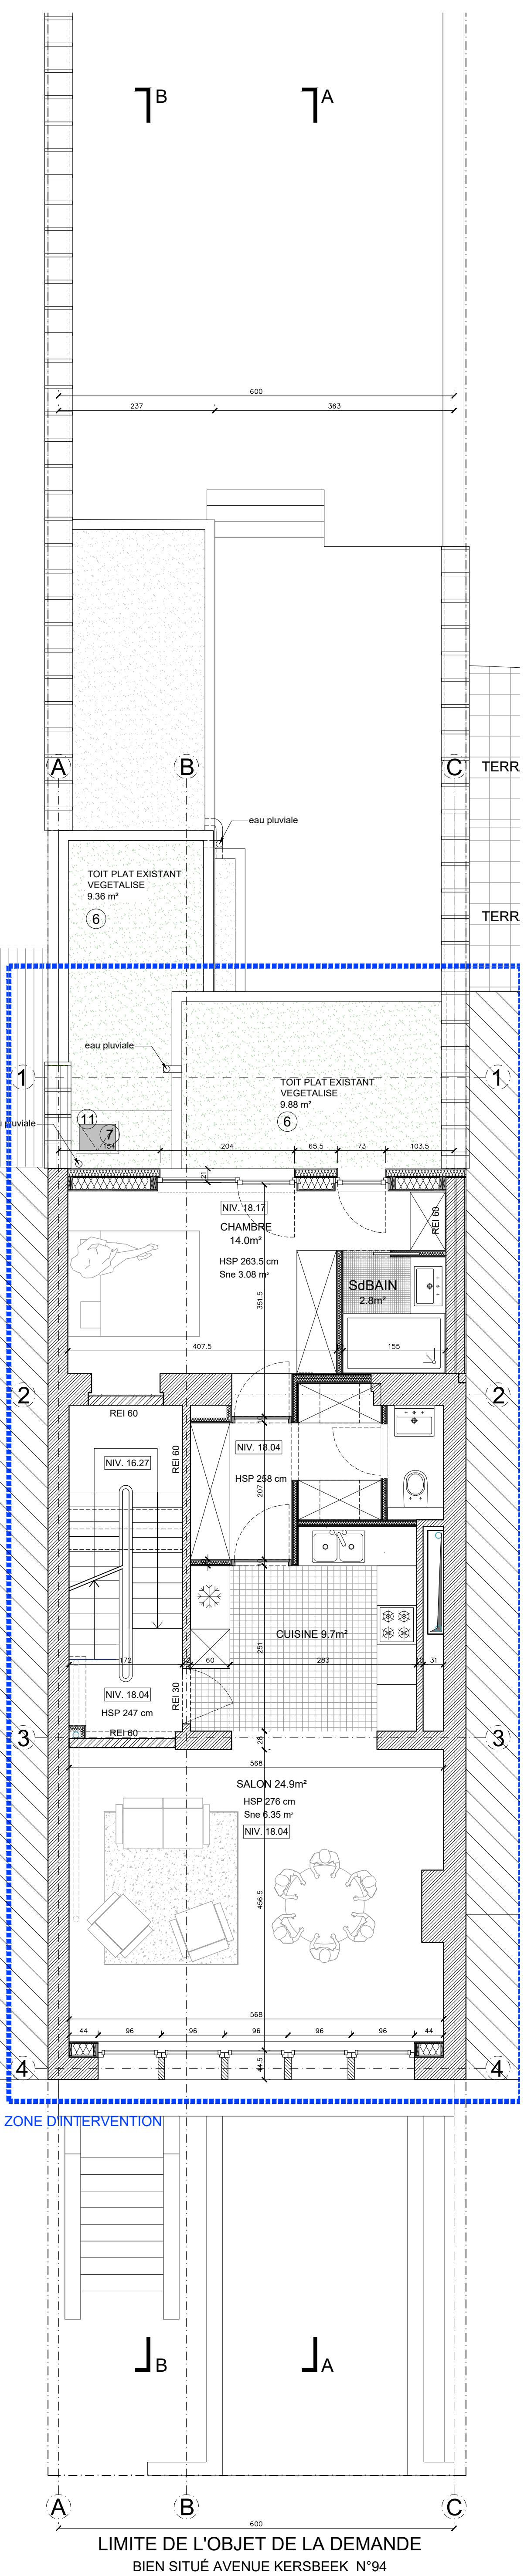 B
A
600
237
363
A
B
C
TERR
eau pluviale
TOIT PLAT EXISTANT
VEGETALISE
9.36 m²
6
TERR
1
eau pluviale
1
TOIT PLAT EXISTANT
VEGETALISE
9.88 m²
6
11
7
pluviale
154
204
65.5
73
103.5
21
NIV. 18.17
CHAMBRE
14.0m²
REI 60
HSP 263.5 cm
Sne 3.08 m²
SdBAIN
2.8m²
351.5
407.5
155
2
2
REI 60
NIV. 16.27
REI 60
NIV. 18.04
HSP 258 cm
207
CUISINE 9.7m²
251
172
60
283
31
NIV. 18.04
HSP 247 cm
REI 30
REI 60
3
3
28
568
SALON 24.9m²
HSP 276 cm
Sne 6.35 m²
NIV. 18.04
456.5
568
44
96
96
96
96
96
44
4
44.5
4
ZONE D'INTERVENTION
B
A
A
B
C
600
LIMITE DE L'OBJET DE LA DEMANDE
BIEN SITUÉ AVENUE KERSBEEK N°94